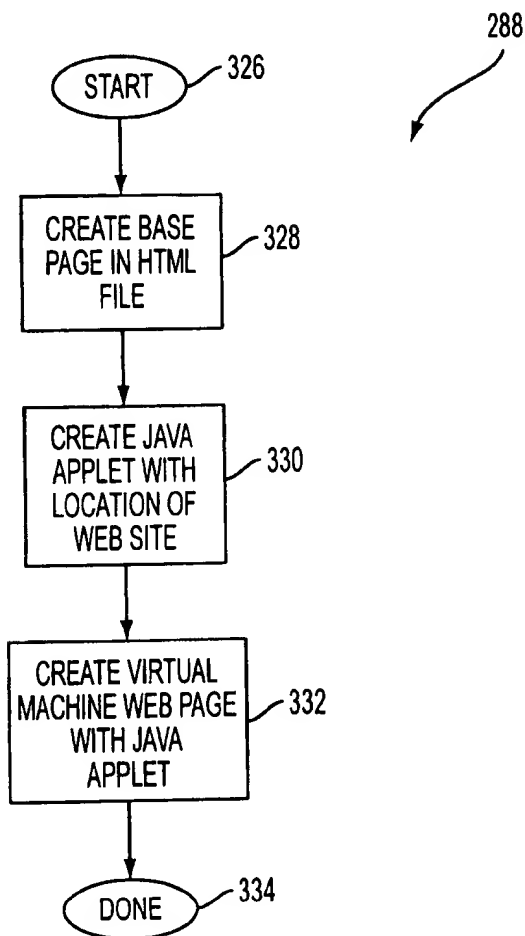 288
START
326
CREATE BASE
PAGE IN HTML
FILE
328
CREATE JAVA
APPLET WITH
LOCATION OF
WEB SITE
330
CREATE VIRTUAL
MACHINE WEB PAGE
WITH JAVA
APPLET
332
DONE
334